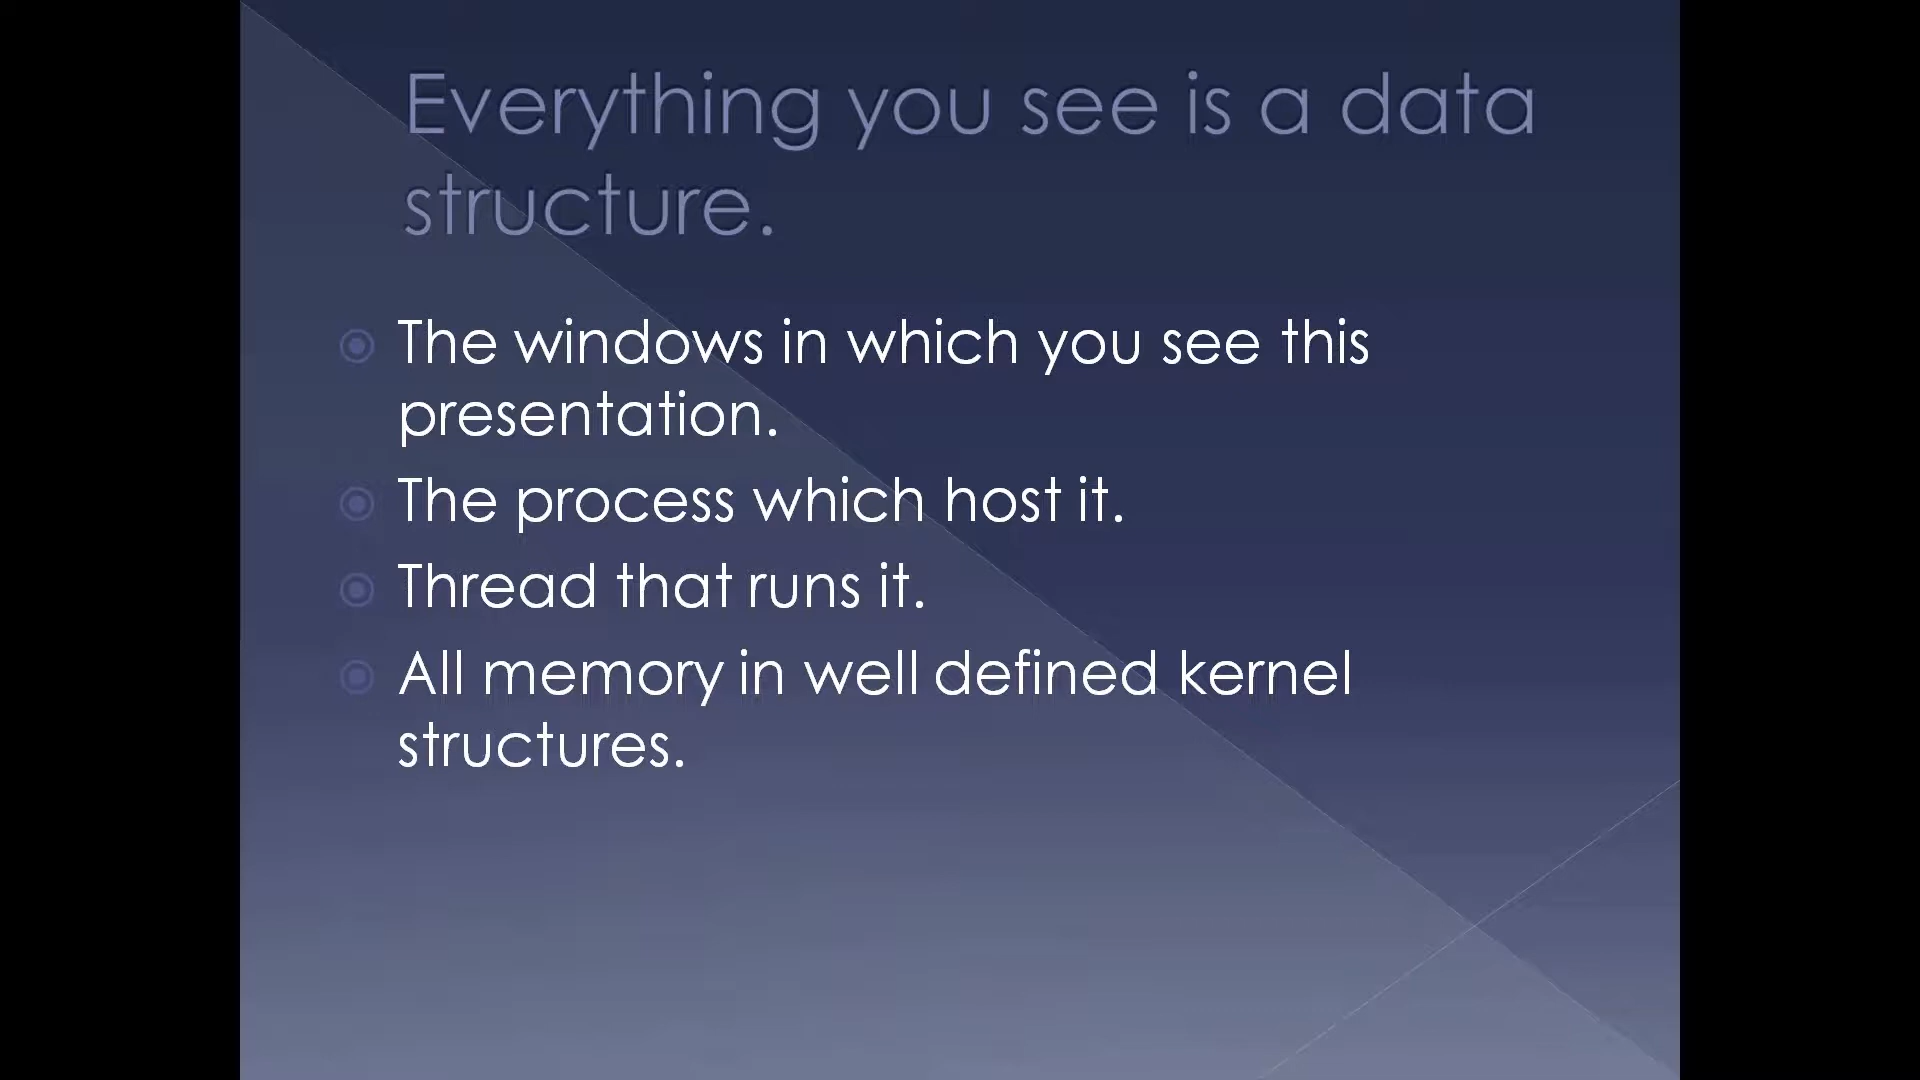 Everything you see is a data
structure.
The windows in which you see this
presentation.
The process which host it.
Thread that runs it.
All memory in well defined kernel
structures.